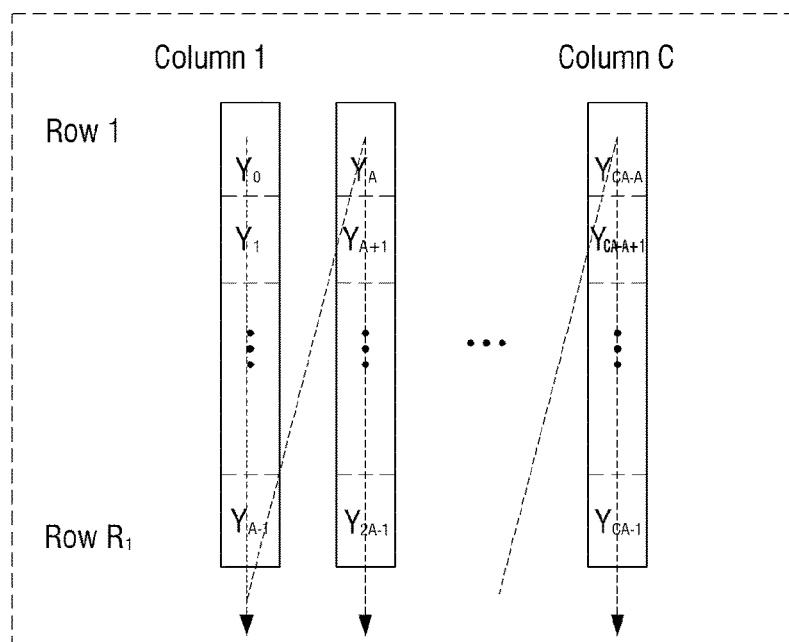 Column 1 Column C
Row 1
Y0 YA YCA-A
Y1 YA+1 YCA-A+1
Row R1
YA-1 Y2A-1 YCA-1